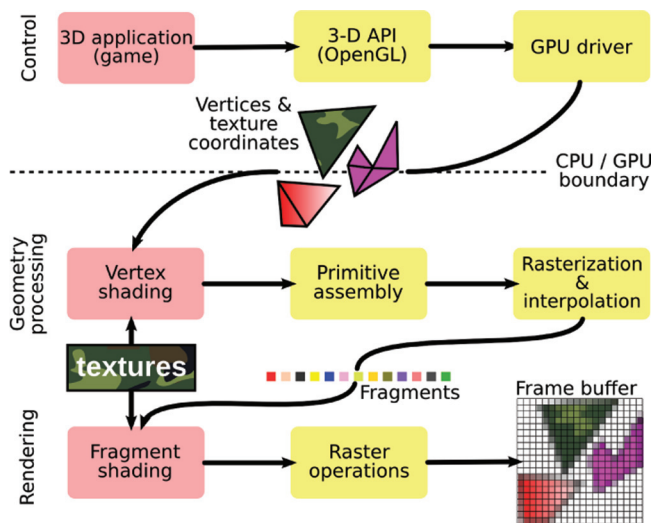 Control
3D application
(game)
3-D API
(OpenGL)
GPU driver
Vertices &
texture
coordinates
CPU / GPU
boundary
Geometry
processing
Vertex
shading
Primitive
assembly
Rasterization
&
interpolation
textures
Fragments
Frame buffer
Rendering
Fragment
shading
Raster
operations